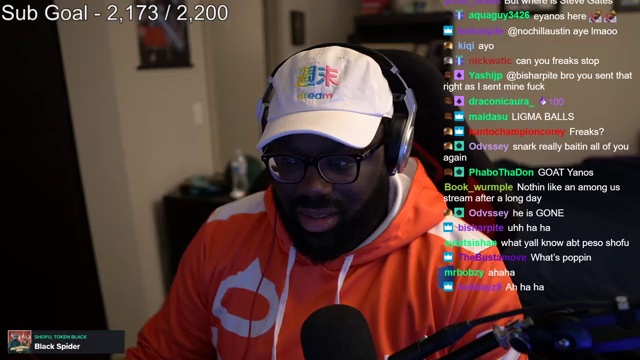 Sub Goal - 2,173 / 2,200
週末
dream
But where is Steve Gates
aquaguy3426 eyanos here
@nochillaustin aye lmaoo
kiqi ayo
nickwatic can you freaks stop
Yashijp @bisharpite bro you sent that
right as I sent mine fuck
draconicaura_ 100
maidasu LIGMA BALLS
santochampioncorey Freaks?
Odvssey snark really baitin all of you
again
PhaboThaDon GOAT Yanos
Book_wurmple Nothin like an among us
stream after a long day
Odvssey he is GONE
bisharpite uhh ha ha
what yall know abt peso shofu
TheBustamove What's poppin
mrbobzy ahaha
Ah ha ha
SHOFU, TOKEN BLACK
Black Spider